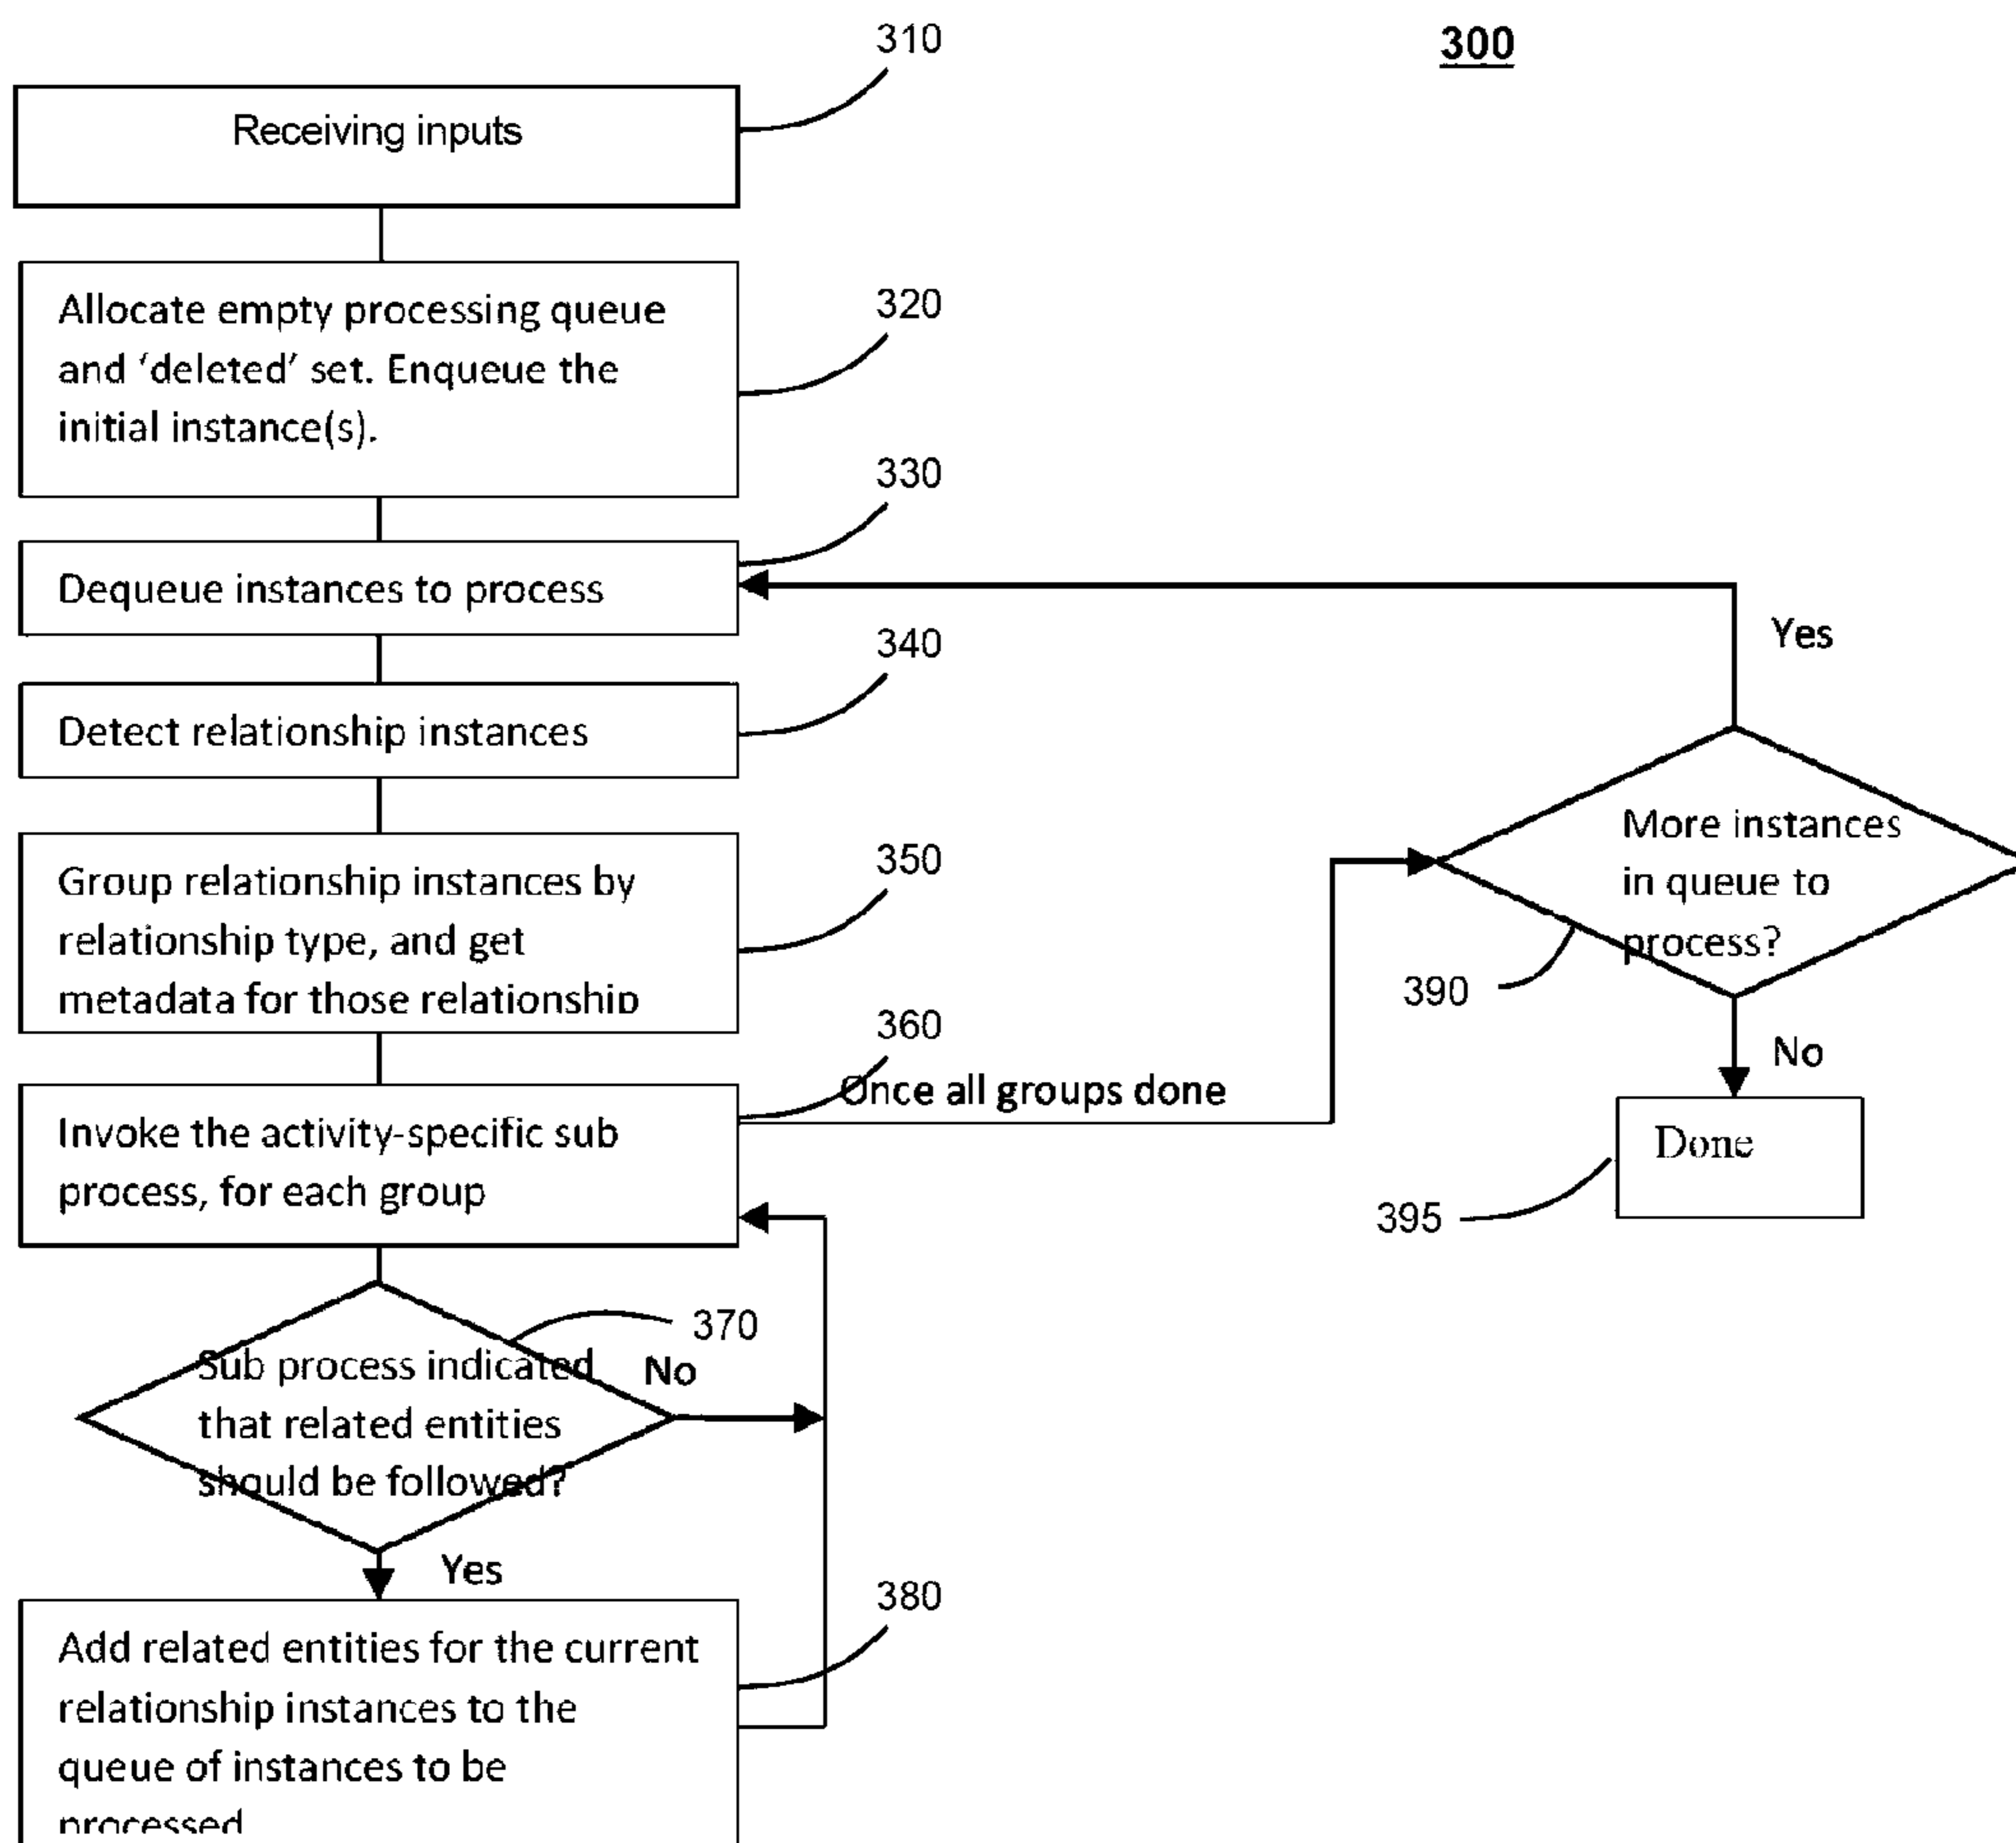 310
300
Receiving inputs
Allocate empty processing queue
and ‘deleted’ set. Enqueue the
initial instance(s).
320
330
Dequeue instances to process
340
Yes
Detect relationship instances
More instances
in queue to
process?
350
Group relationship instances by
relationship type, and get
metadata for those relationship
390
360
No
Once all groups done
Invoke the activity-specific sub
process, for each group
Done
395
370
Sub process indicated
that related entities
should be followed?
No
Yes
380
Add related entities for the current
relationship instances to the
queue of instances to be
processed